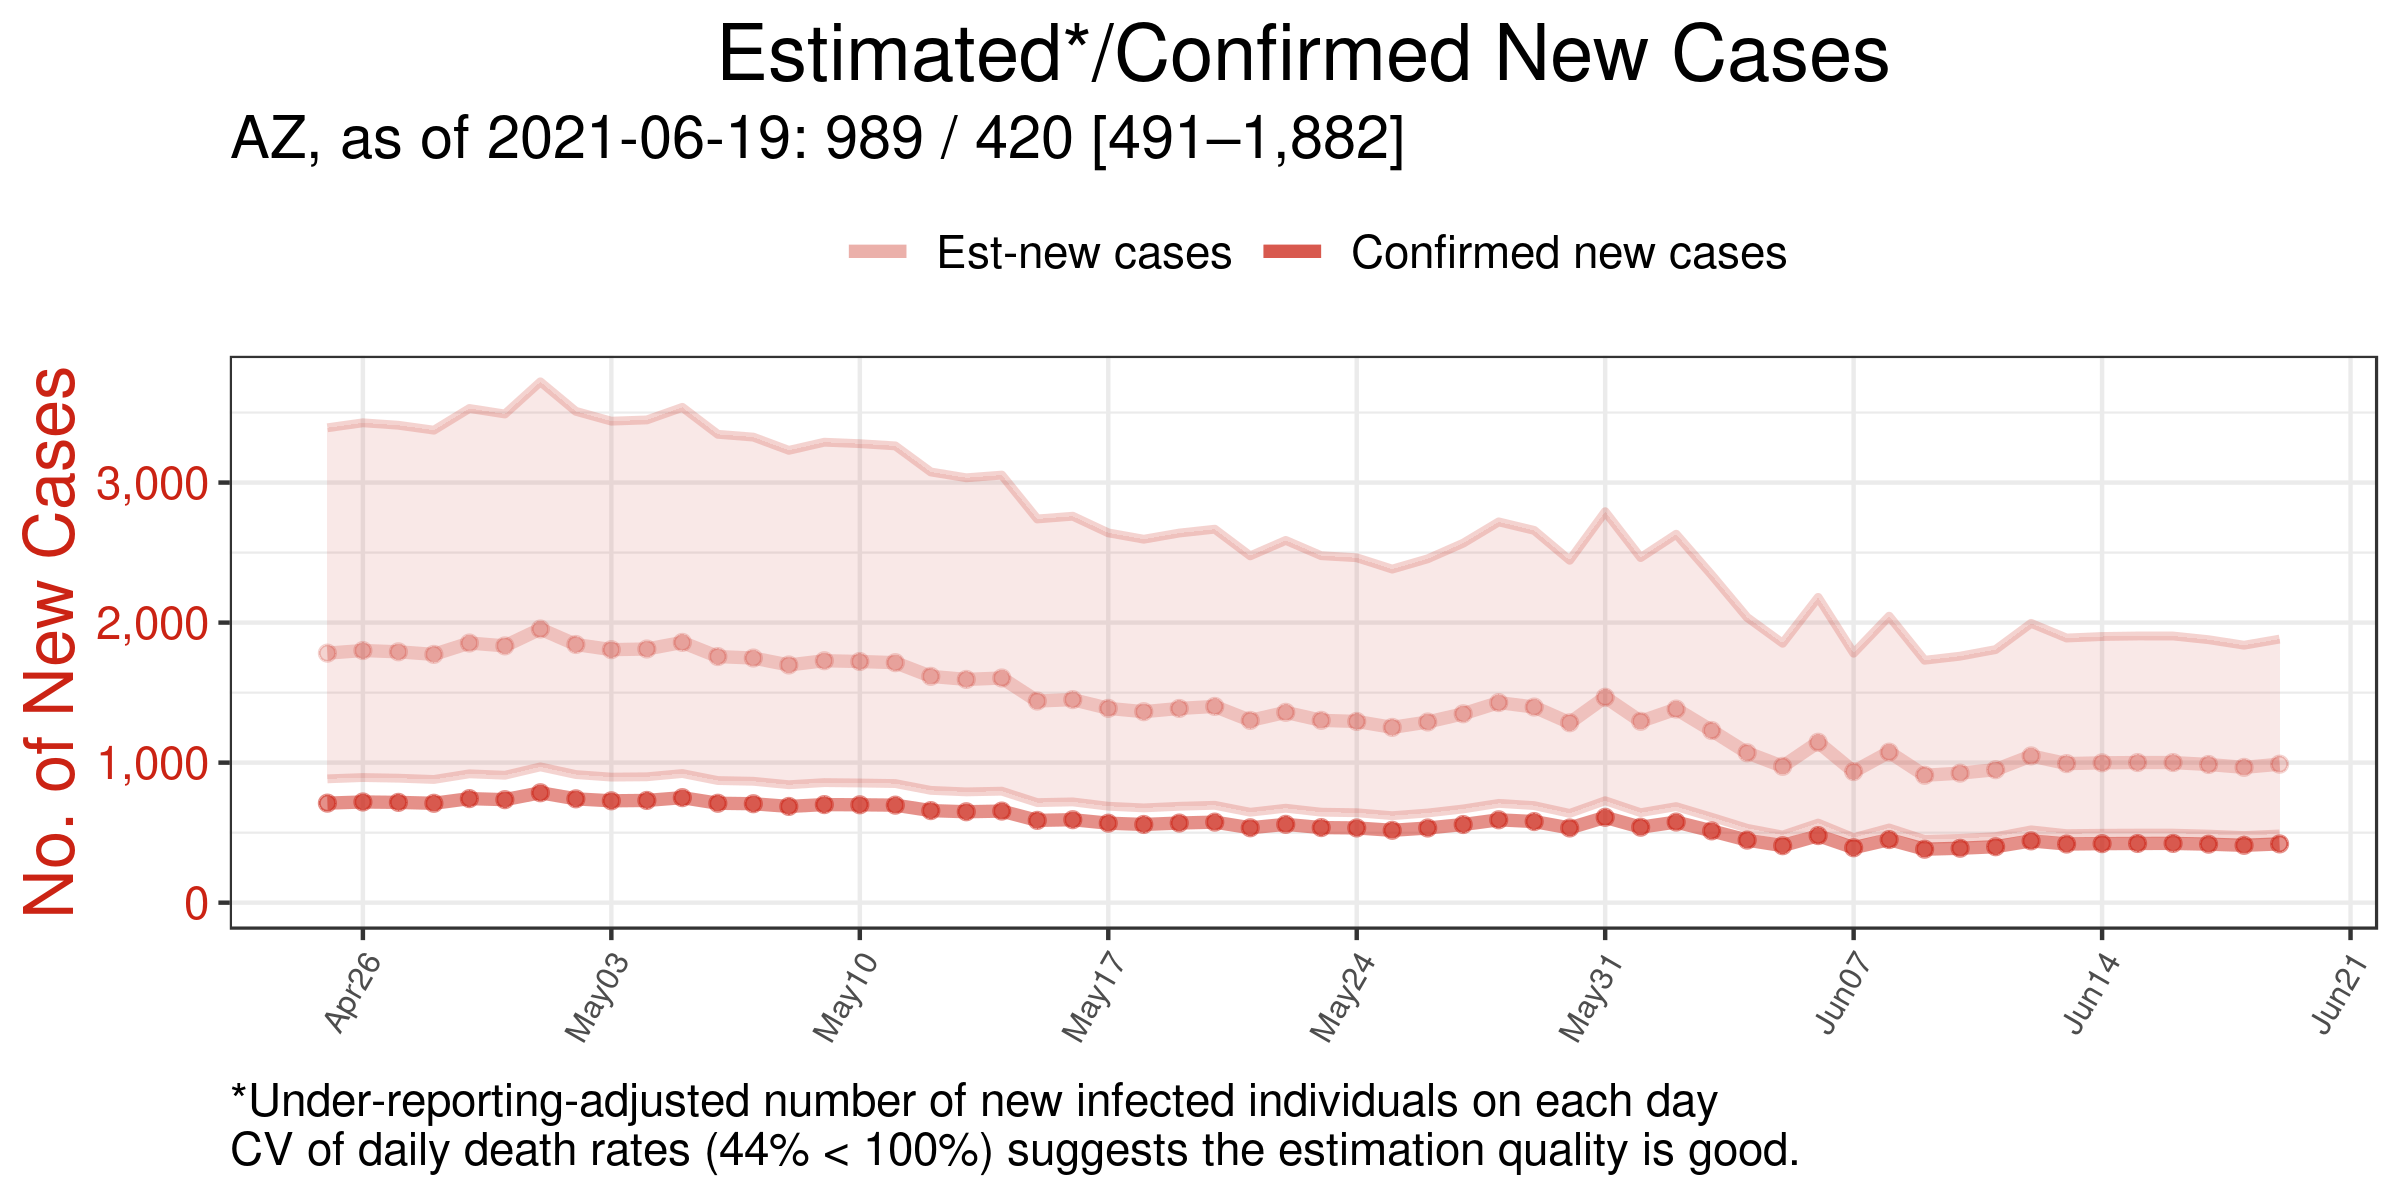 Estimated*/Confirmed New Cases
AZ, as of 2021-06-19: 989 / 420 [491–1,882]
Est-new cases Confirmed new cases
No. of New Cases
3,000
2,000
1,000
0
Apr26 May03 May10 May17 May24 May31 Jun07 Jun14 Jun21
*Under-reporting-adjusted number of new infected individuals on each day
CV of daily death rates (44% < 100%) suggests the estimation quality is good.